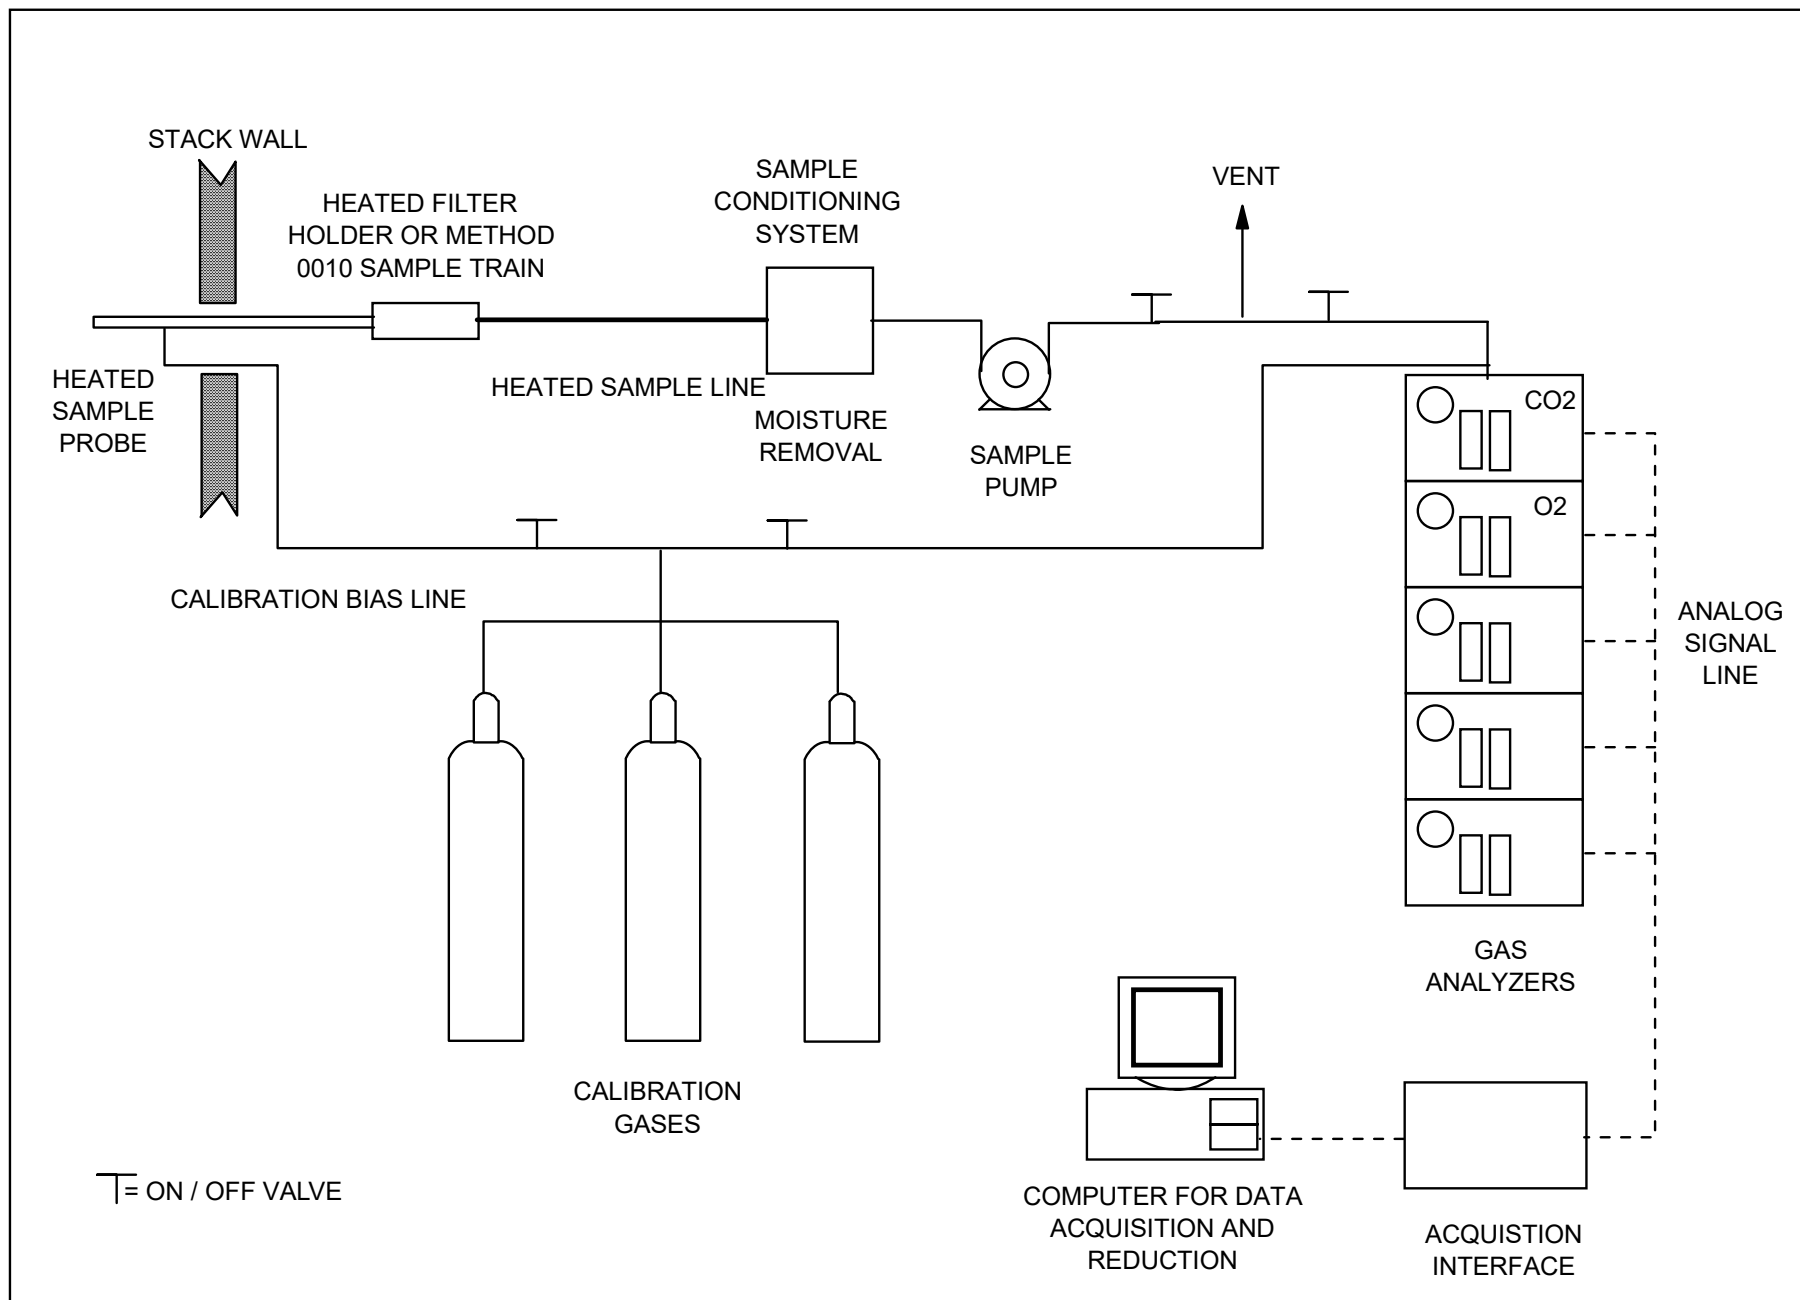 STACK WALL
HEATED FILTER
HOLDER OR METHOD
0010 SAMPLE TRAIN
SAMPLE
CONDITIONING
SYSTEM
VENT
HEATED
SAMPLE
PROBE
HEATED SAMPLE LINE
MOISTURE
REMOVAL
SAMPLE
PUMP
CO2
O2
CALIBRATION BIAS LINE
ANALOG
SIGNAL
LINE
GAS
ANALYZERS
CALIBRATION
GASES
= ON / OFF VALVE
COMPUTER FOR DATA
ACQUISITION AND
REDUCTION
ACQUISTION
INTERFACE